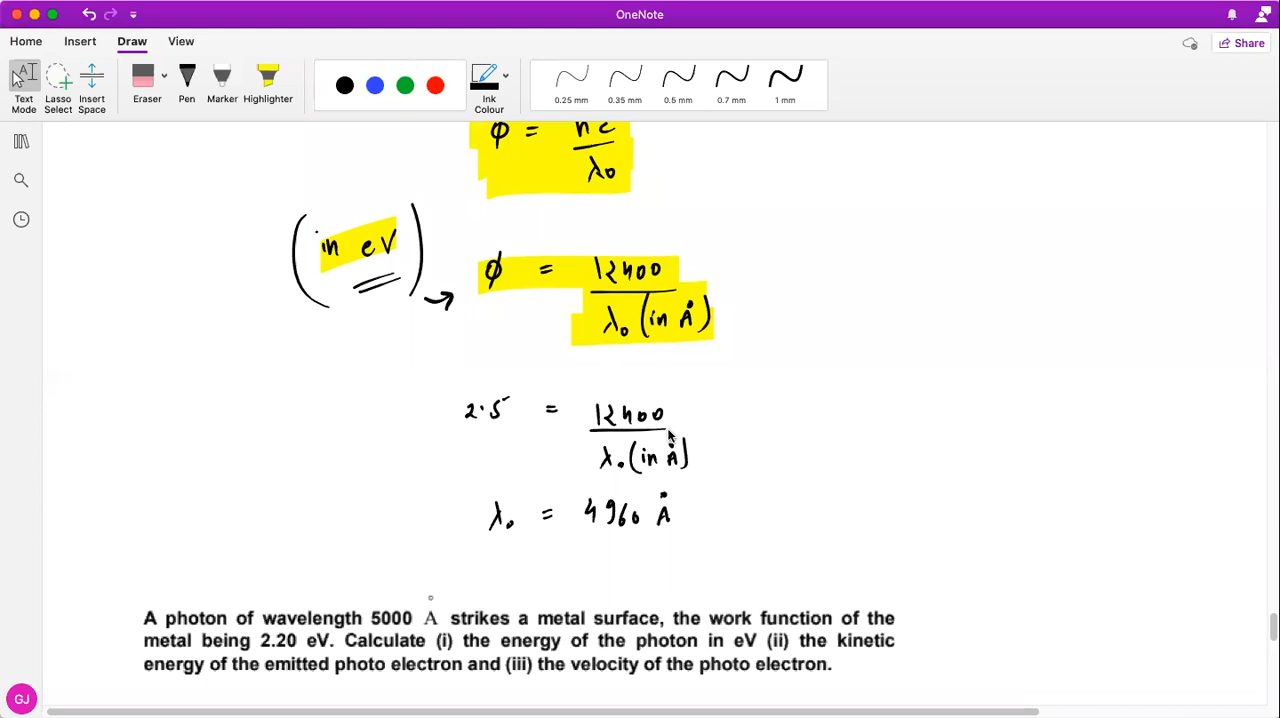 OneNote
Home Insert Draw View
Share
Text Mode
Lasso Select
Insert Space
Eraser
Pen
Marker
Highlighter
Ink Colour
0.25 mm
0.35 mm
0.5 mm
0.7 mm
1 mm
ϕ = hc / λ0
(in eV) →
ϕ = 12400 / λ0 (in Å)
2.5 = 12400 / λ0 (in Å)
λ0 = 4960 Å
A photon of wavelength 5000 Å strikes a metal surface, the work function of the
metal being 2.20 eV. Calculate (i) the energy of the photon in eV (ii) the kinetic
energy of the emitted photo electron and (iii) the velocity of the photo electron.
GJ